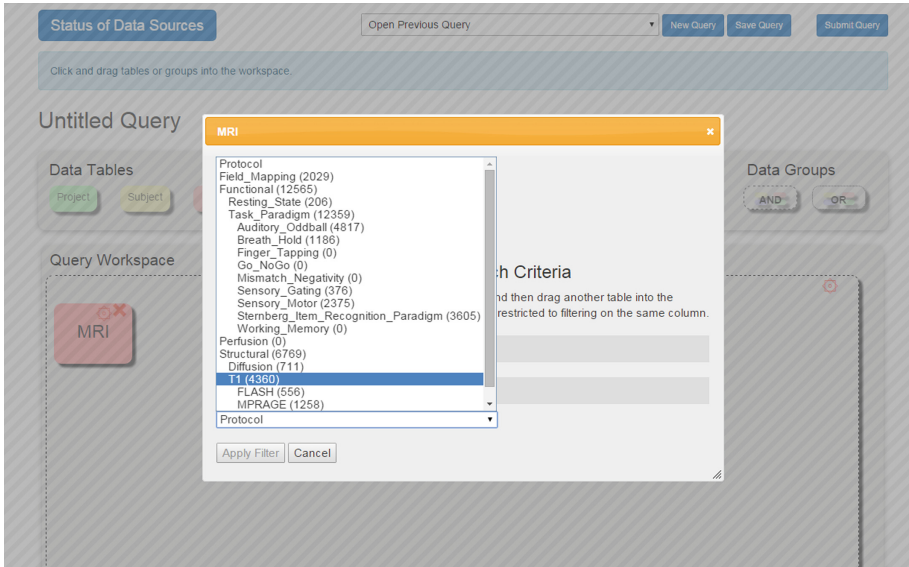 Status of Data Sources
Open Previous Query
New Query
Save Query
Submit Query
Click and drag tables or groups into the workspace.
Untitled Query
MRI
Data Tables
Project
Subject
Data Groups
AND
OR
Query Workspace
MRI
Protocol
Field_Mapping (2029)
Functional (12565)
Resting_State (206)
Task_Paradigm (12359)
Auditory_Oddball (4817)
Breath_Hold (1186)
Finger_Tapping (0)
Go_NoGo (0)
Mismatch_Negativity (0)
Sensory_Gating (376)
Sensory_Motor (2375)
Sternberg_Item_Recognition_Paradigm (3605)
Working_Memory (0)
Perfusion (0)
Structural (6769)
Diffusion (711)
T1 (4360)
FLASH (556)
MPRAGE (1258)
Protocol
ch Criteria
nd then drag another table into the
restricted to filtering on the same column.
Apply Filter
Cancel